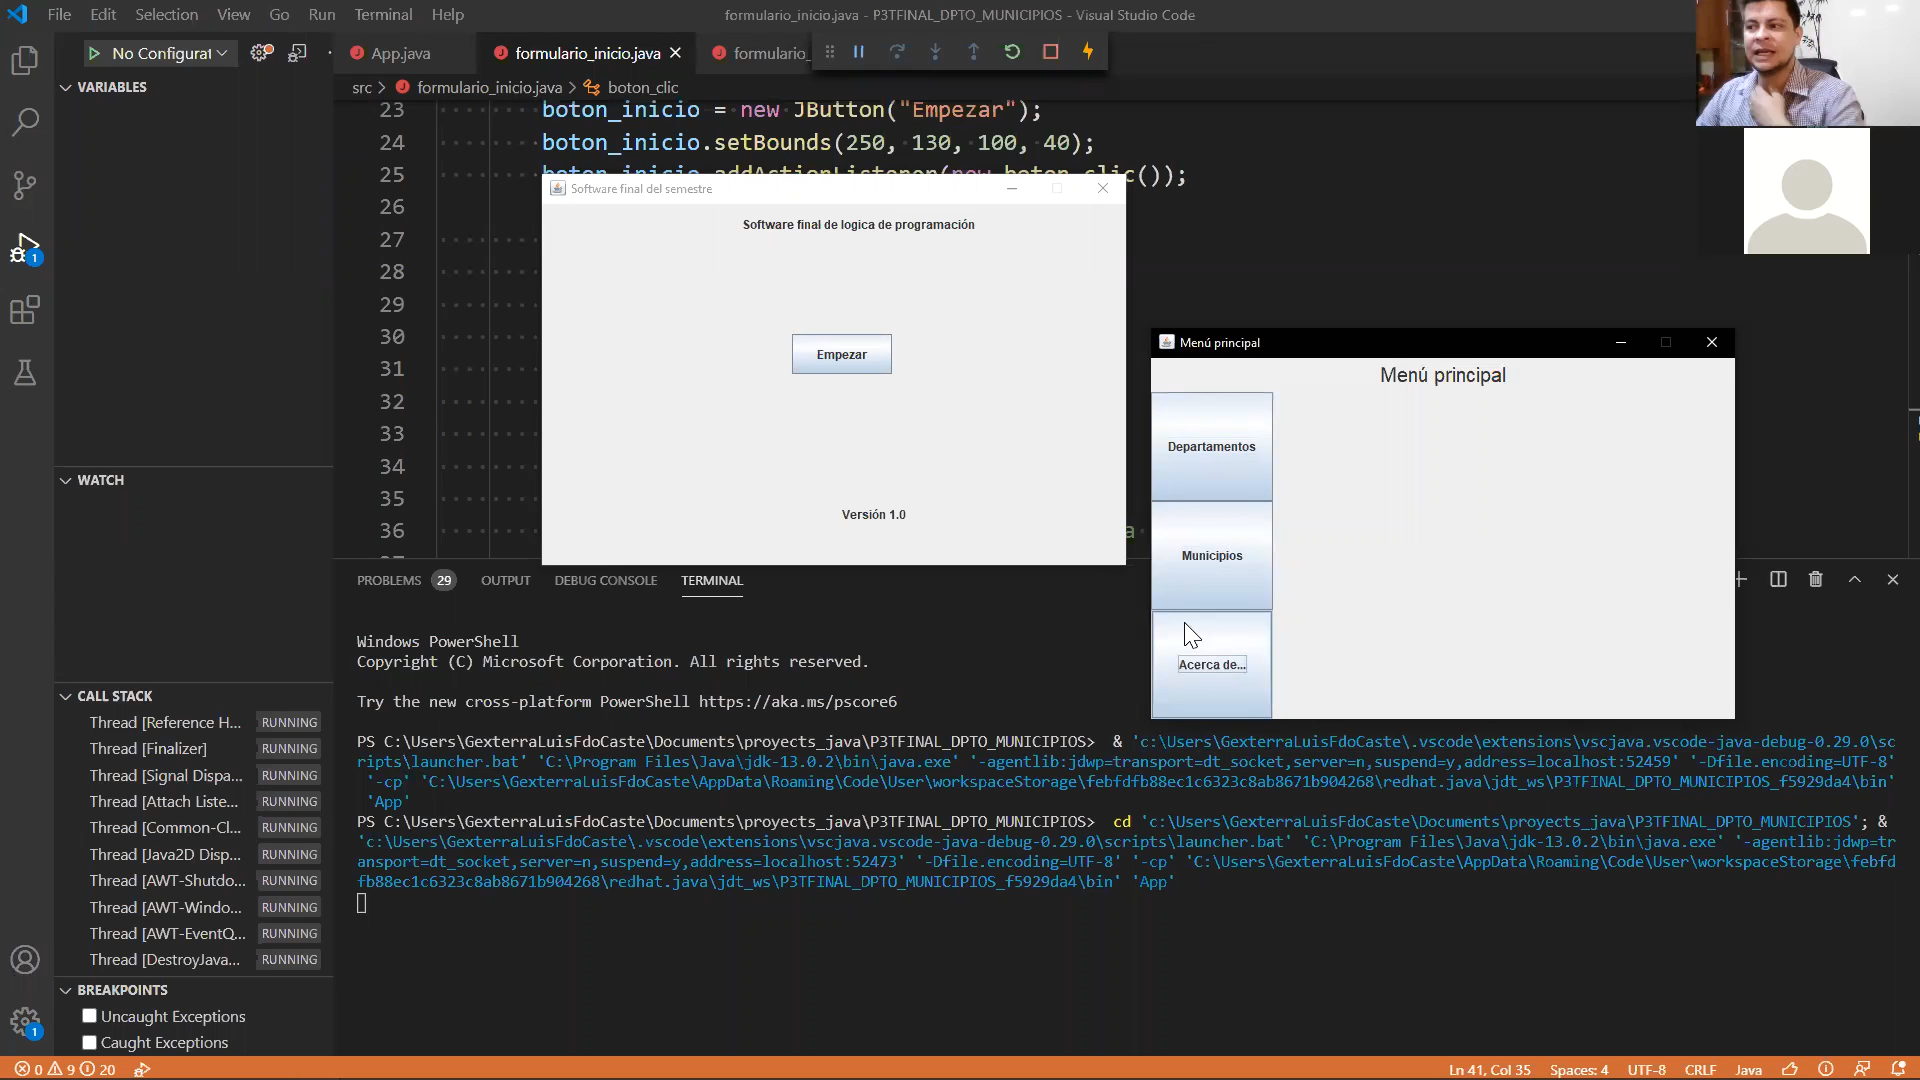 File Edit Selection View Go Run Terminal Help
formulario_inicio.java - P3TFINAL_DPTO_MUNICIPIOS - Visual Studio Code
No Configurat
App.java
formulario_inicio.java
formulario_
src > formulario_inicio.java > boton_clic
VARIABLES
23 boton_inicio = new JButton("Empezar");
24 boton_inicio.setBounds(250, 130, 100, 40);
25 boton_inicio.addActionListener(new boton_clic());
26
27
28
29
30
31
32
33
34
35
36
a
Software final del semestre
Software final de logica de programación
Empezar
Versión 1.0
Menú principal
Menú principal
Departamentos
Municipios
Acerca de...
WATCH
CALL STACK
Thread [Reference H... RUNNING
Thread [Finalizer] RUNNING
Thread [Signal Dispa... RUNNING
Thread [Attach Liste... RUNNING
Thread [Common-Cl... RUNNING
Thread [Java2D Disp... RUNNING
Thread [AWT-Shutdo... RUNNING
Thread [AWT-Windo... RUNNING
Thread [AWT-EventQ... RUNNING
Thread [DestroyJava... RUNNING
BREAKPOINTS
Uncaught Exceptions
Caught Exceptions
1
1
PROBLEMS 29 OUTPUT DEBUG CONSOLE TERMINAL
Windows PowerShell
Copyright (C) Microsoft Corporation. All rights reserved.
Try the new cross-platform PowerShell https://aka.ms/pscore6
PS C:\Users\GexterraLuisFdoCaste\Documents\proyects_java\P3TFINAL_DPTO_MUNICIPIOS> & 'c:\Users\GexterraLuisFdoCaste\.vscode\extensions\vscjava.vscode-java-debug-0.29.0\sc
ripts\launcher.bat' 'C:\Program Files\Java\jdk-13.0.2\bin\java.exe' '-agentlib:jdwp=transport=dt_socket,server=n,suspend=y,address=localhost:52459' '-Dfile.encoding=UTF-8'
'-cp' 'C:\Users\GexterraLuisFdoCaste\AppData\Roaming\Code\User\workspaceStorage\febfdfb88ec1c6323c8ab8671b904268\redhat.java\jdt_ws\P3TFINAL_DPTO_MUNICIPIOS_f5929da4\bin'
'App'
PS C:\Users\GexterraLuisFdoCaste\Documents\proyects_java\P3TFINAL_DPTO_MUNICIPIOS> cd 'c:\Users\GexterraLuisFdoCaste\Documents\proyects_java\P3TFINAL_DPTO_MUNICIPIOS'; &
'c:\Users\GexterraLuisFdoCaste\.vscode\extensions\vscjava.vscode-java-debug-0.29.0\scripts\launcher.bat' 'C:\Program Files\Java\jdk-13.0.2\bin\java.exe' '-agentlib:jdwp=tr
ansport=dt_socket,server=n,suspend=y,address=localhost:52473' '-Dfile.encoding=UTF-8' '-cp' 'C:\Users\GexterraLuisFdoCaste\AppData\Roaming\Code\User\workspaceStorage\febfd
fb88ec1c6323c8ab8671b904268\redhat.java\jdt_ws\P3TFINAL_DPTO_MUNICIPIOS_f5929da4\bin' 'App'
0 9 20
Ln 41, Col 35 Spaces: 4 UTF-8 CRLF Java